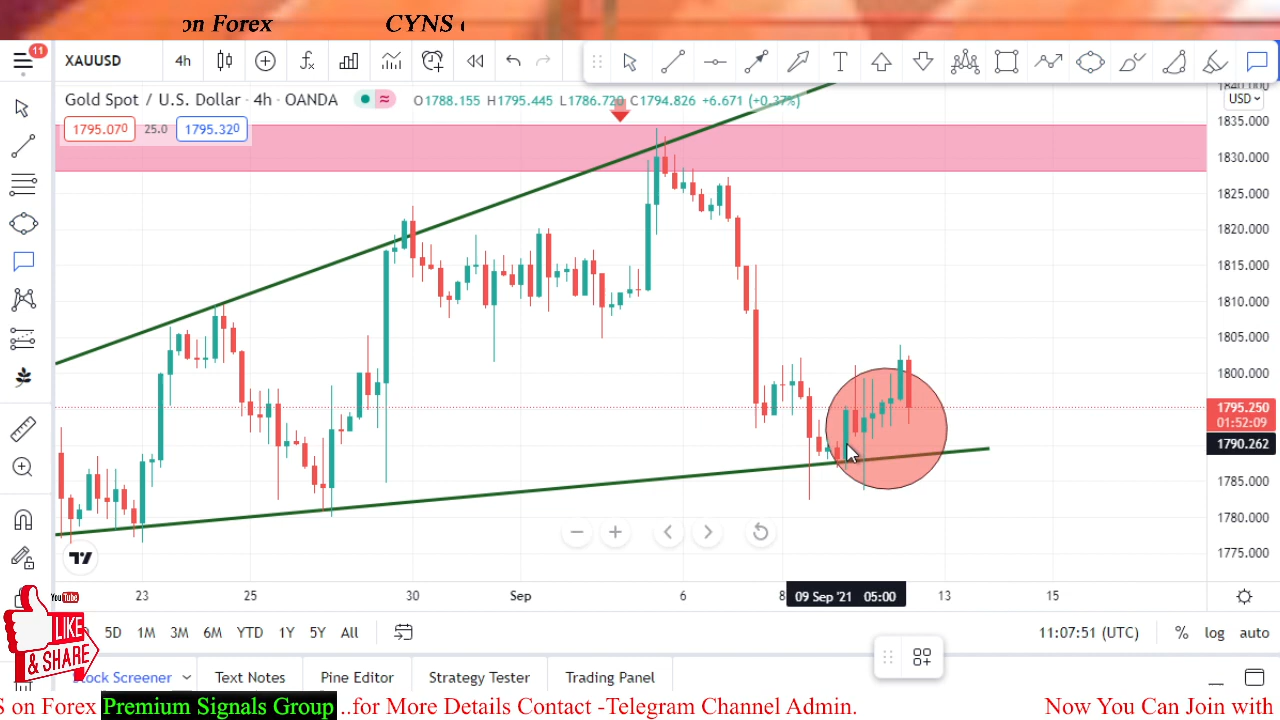 on Forex CYNS
11
XAUUSD 4h
Gold Spot / U.S. Dollar · 4h · OANDA O1788.155 H1795.445 L1786.720 C1794.826 +6.671 (+0.37%)
1795.070 25.0 1795.320
USD
1840.000
1835.000
1830.000
1825.000
1820.000
1815.000
1810.000
1805.000
1800.000
1795.250
01:52:09
1790.262
1785.000
1780.000
1775.000
23 25 30 Sep 6 8 09 Sep '21 05:00 13 15
YouTube
LIKE
& SHARE
5D 1M 3M 6M YTD 1Y 5Y All 11:07:51 (UTC) % log auto
Stock Screener Text Notes Pine Editor Strategy Tester Trading Panel
S on Forex Premium Signals Group ..for More Details Contact -Telegram Channel Admin. Now You Can Join with